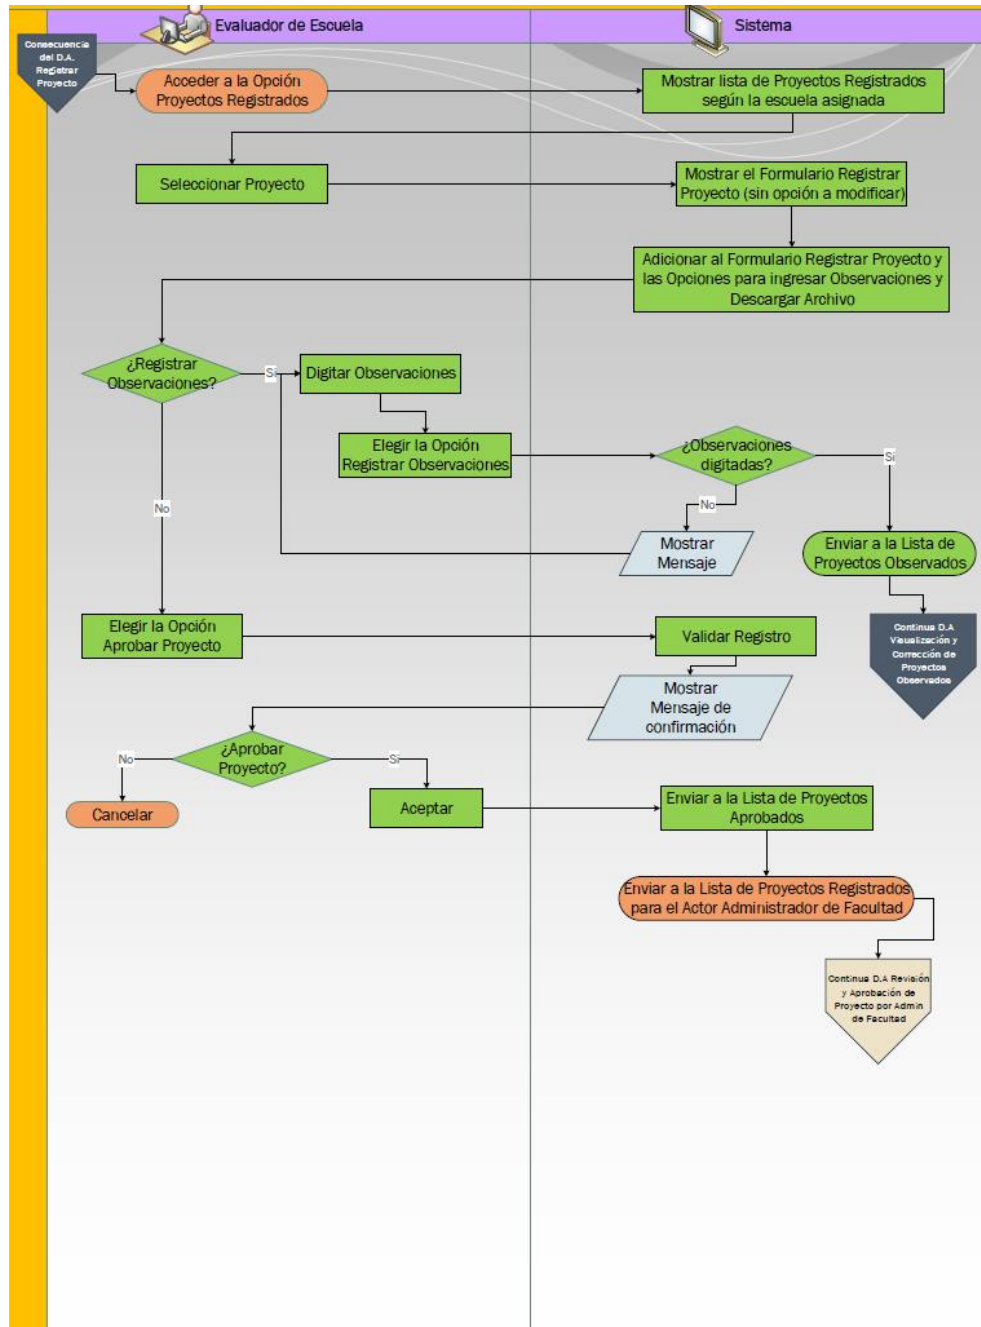 Evaluador de Escuela
Sistema
Consecuencia
del D.A.
Registrar
Proyecto
Acceder a la Opción
Proyectos Registrados
Mostrar lista de Proyectos Registrados
según la escuela asignada
Seleccionar Proyecto
Mostrar el Formulario Registrar
Proyecto (sin opción a modificar)
Adicionar al Formulario Registrar Proyecto y
las Opciones para ingresar Observaciones y
Descargar Archivo
¿Registrar
Observaciones?
Si
Digitar Observaciones
Elegir la Opción
Registrar Observaciones
¿Observaciones
digitadas?
Si
No
No
Mostrar
Mensaje
Enviar a la Lista de
Proyectos Observados
Elegir la Opción
Aprobar Proyecto
Validar Registro
Continua D.A
Visualización y
Corrección de
Proyectos
Observados
Mostrar
Mensaje de
confirmación
¿Aprobar
Proyecto?
No
Si
Cancelar
Aceptar
Enviar a la Lista de Proyectos
Aprobados
Enviar a la Lista de Proyectos Registrados
para el Actor Administrador de Facultad
Continua D.A Revisión
y Aprobación de
Proyecto por Admin
de Facultad